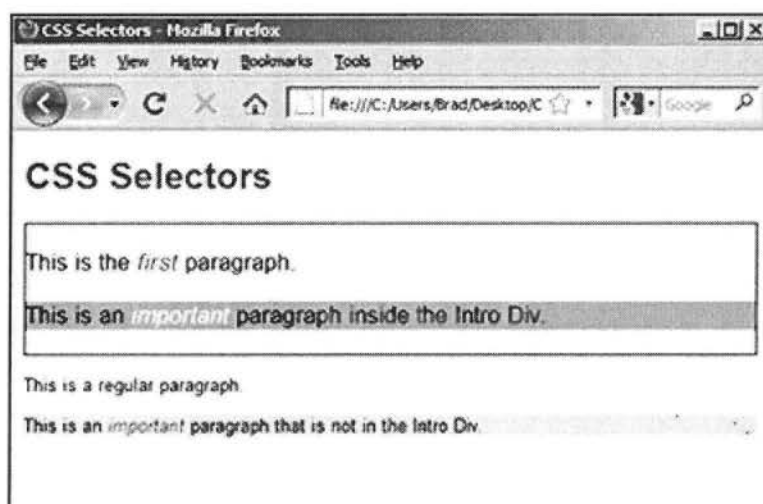 CSS Selectors - Mozilla Firefox
File Edit View History Bookmarks Tools Help
file:///C:/Users/Brad/Desktop/C Google
CSS Selectors
This is the first paragraph.
This is an important paragraph inside the Intro Div.
This is a regular paragraph.
This is an important paragraph that is not in the Intro Div.